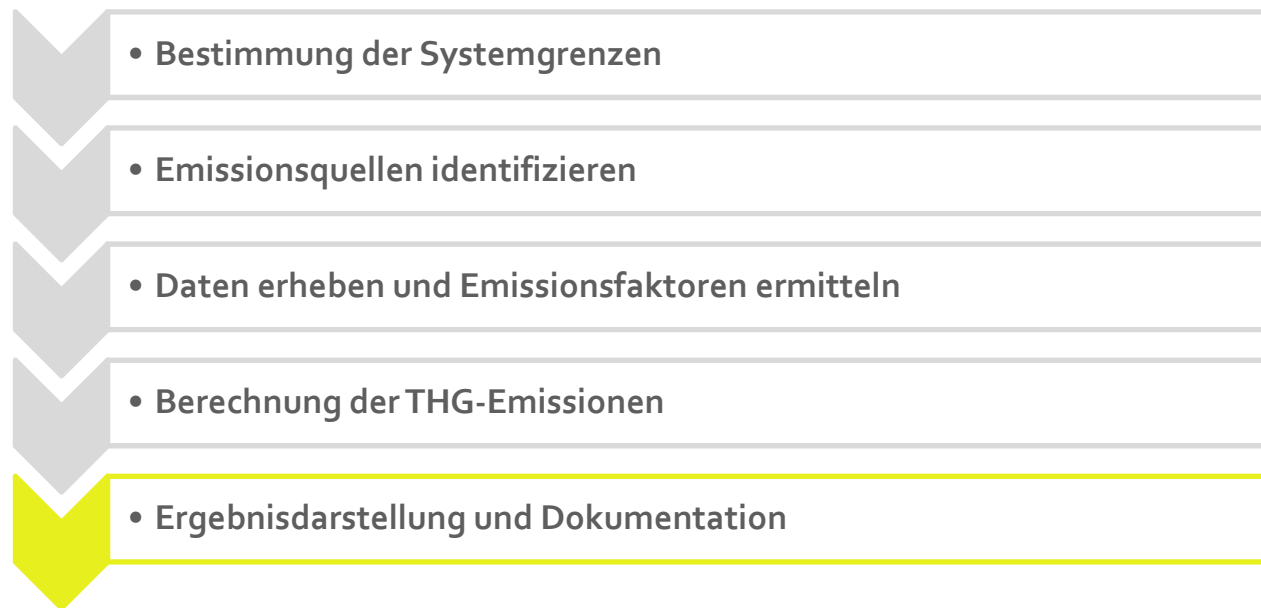 • Bestimmung der Systemgrenzen
• Emissionsquellen identifizieren
• Daten erheben und Emissionsfaktoren ermitteln
• Berechnung der THG-Emissionen
• Ergebnisdarstellung und Dokumentation